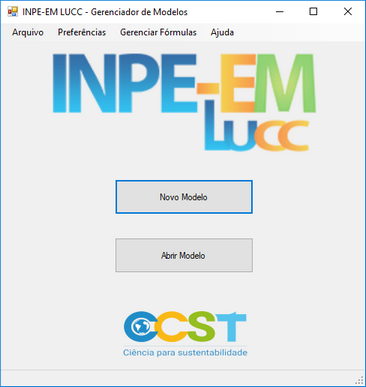 INPE-EM LUCC - Gerenciador de Modelos
Arquivo Preferências Gerenciar Fórmulas Ajuda
INPE-EM
LUCC
Novo Modelo
Abrir Modelo
CCST
Ciência para sustentabilidade